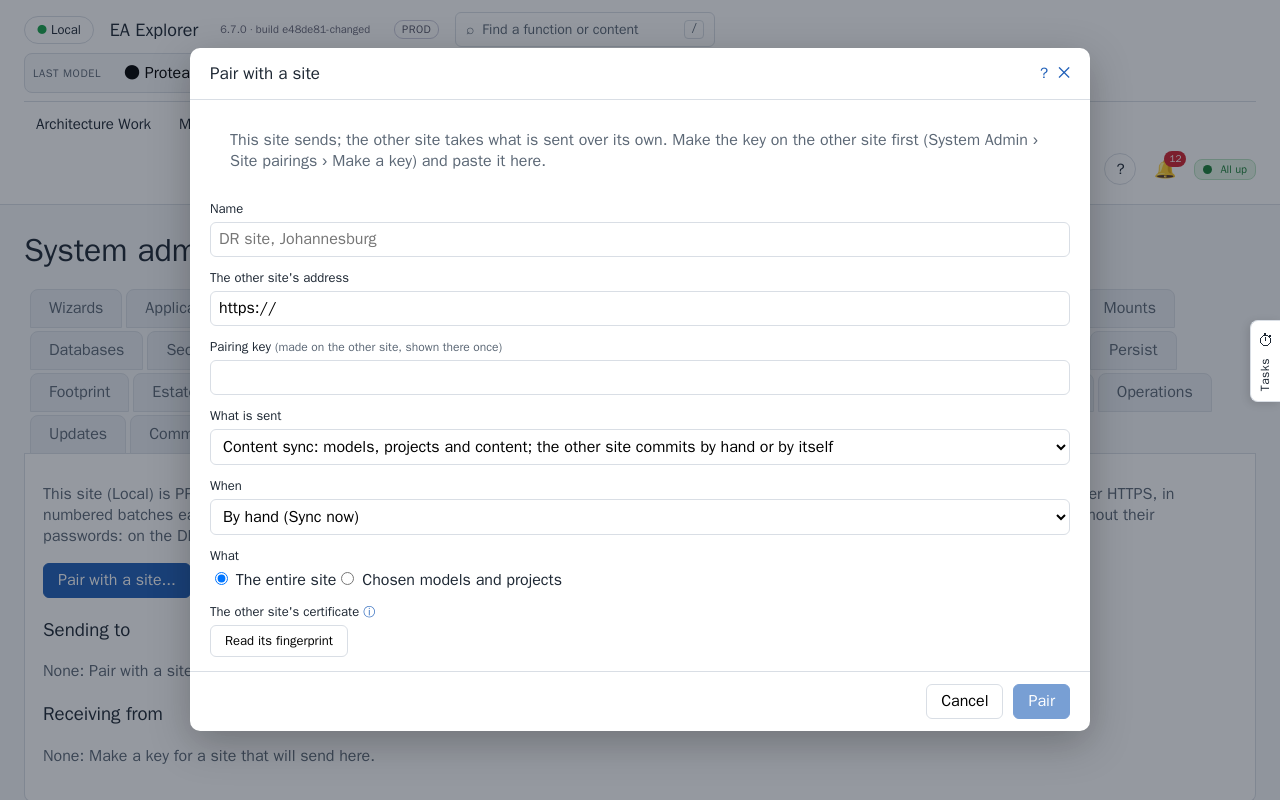 Local
EA Explorer
6.7.0 · build e48de81-changed
PROD
⌕ Find a function or content /
LAST MODEL
Protea
Architecture Work
?
12
All up
Pair with a site
?
This site sends; the other site takes what is sent over its own. Make the key on the other site first (System Admin ›
Site pairings › Make a key) and paste it here.
Name
DR site, Johannesburg
The other site's address
https://
Pairing key (made on the other site, shown there once)
What is sent
Content sync: models, projects and content; the other site commits by hand or by itself
When
By hand (Sync now)
What
The entire site
Chosen models and projects
The other site's certificate ⓘ
Read its fingerprint
Cancel
Pair
System adm
Wizards
Applica
Mounts
Databases
Sec
Persist
Footprint
Estat
Operations
Updates
Comm
Tasks
This site (Local) is PR
er HTTPS, in
numbered batches ea
hout their
passwords: on the DR
Pair with a site...
Sending to
None: Pair with a site
Receiving from
None: Make a key for a site that will send here.